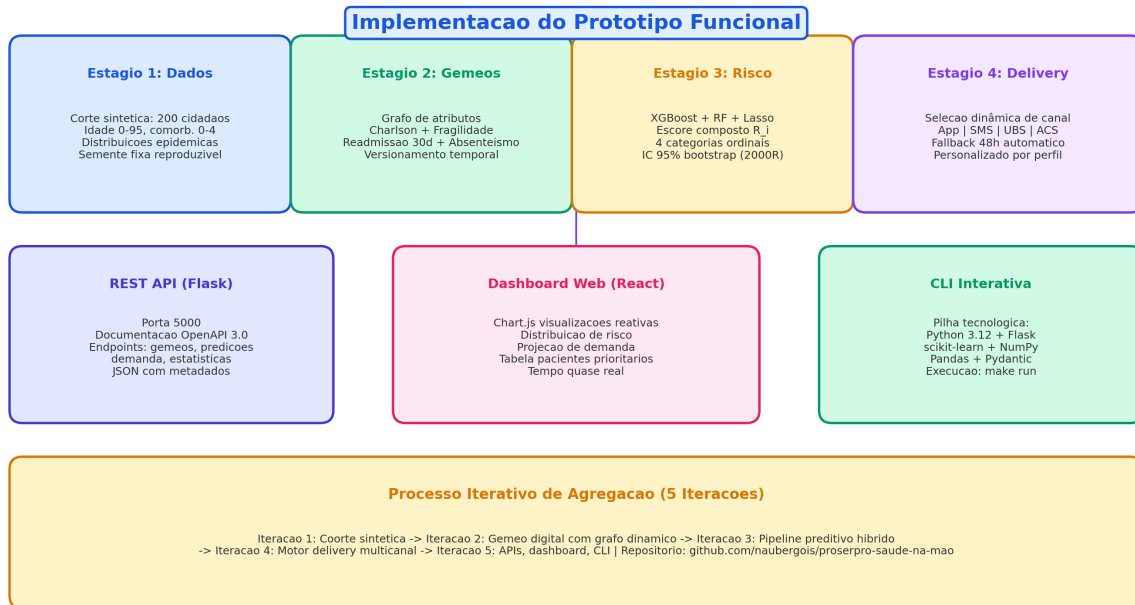 Implementacao do Prototipo Funcional
Estagio 1: Dados
Corte sintetica: 200 cidadaos
Idade 0-95, comorb. 0-4
Distribuicoes epidemicas
Semente fixa reproduzivel
Estagio 2: Gemeos
Grafo de atributos
Charlson + Fragilidade
Readmissao 30d + Absenteismo
Versionamento temporal
Estagio 3: Risco
XGBoost + RF + Lasso
Escore composto R_i
4 categorias ordinais
IC 95% bootstrap (2000R)
Estagio 4: Delivery
Selecao dinâmica de canal
App | SMS | UBS | ACS
Fallback 48h automatico
Personalizado por perfil
REST API (Flask)
Porta 5000
Documentacao OpenAPI 3.0
Endpoints: gemeos, predicoes
demanda, estatisticas
JSON com metadados
Dashboard Web (React)
Chart.js visualizacoes reativas
Distribuicao de risco
Projecao de demanda
Tabela pacientes prioritarios
Tempo quase real
CLI Interativa
Pilha tecnologica:
Python 3.12 + Flask
scikit-learn + NumPy
Pandas + Pydantic
Execucao: make run
Processo Iterativo de Agregacao (5 Iteracoes)
Iteracao 1: Coorte sintetica -> Iteracao 2: Gemeo digital com grafo dinamico -> Iteracao 3: Pipeline preditivo hibrido
-> Iteracao 4: Motor delivery multicanal -> Iteracao 5: APIs, dashboard, CLI | Repositorio: github.com/naubergois/proserpro-saude-na-mao